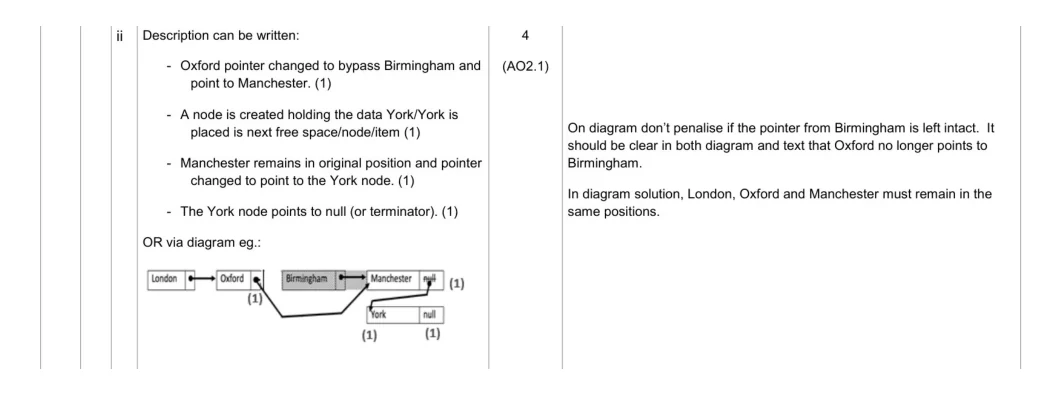 ii
Description can be written:
4
- Oxford pointer changed to bypass Birmingham and
(AO2.1)
point to Manchester. (1)
- A node is created holding the data York/York is
placed is next free space/node/item (1)
- Manchester remains in original position and pointer
changed to point to the York node. (1)
- The York node points to null (or terminator). (1)
OR via diagram eg.:
London Oxford Birmingham Manchester null (1)
(1)
York null
(1) (1)
On diagram don't penalise if the pointer from Birmingham is left intact. It
should be clear in both diagram and text that Oxford no longer points to
Birmingham.
In diagram solution, London, Oxford and Manchester must remain in the
same positions.